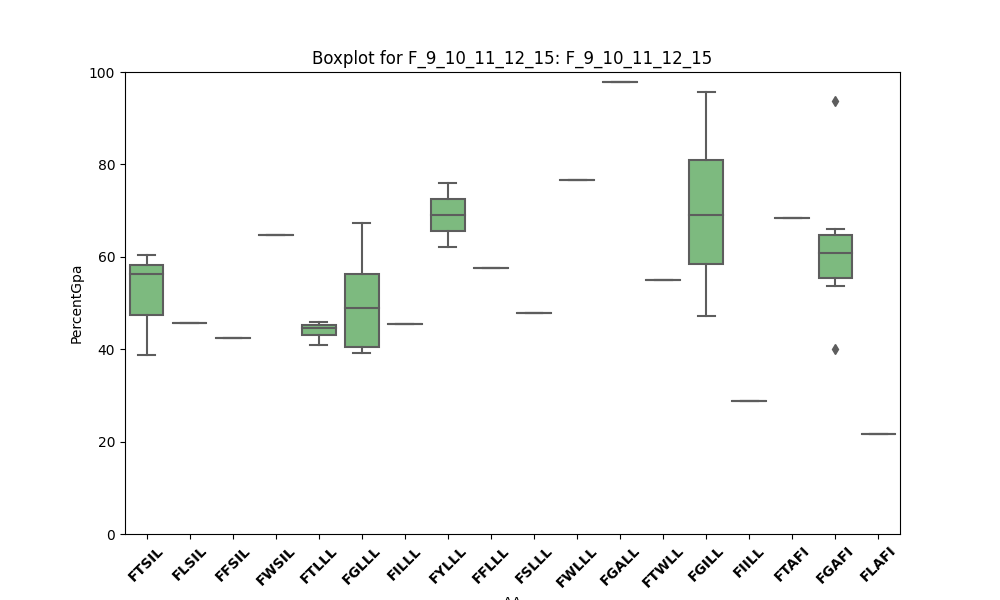 Boxplot for F_9_10_11_12_15: F_9_10_11_12_15
100
80
60
40
20
0
PercentGpa
FTSIL
FLSIL
FFSIL
FWSIL
FTLLL
FGLLL
FILLL
FYLLL
FFLLL
FSLLL
FWLLL
FGALL
FTWLL
FGILL
FIILL
FTAFI
FGAFI
FLAFI